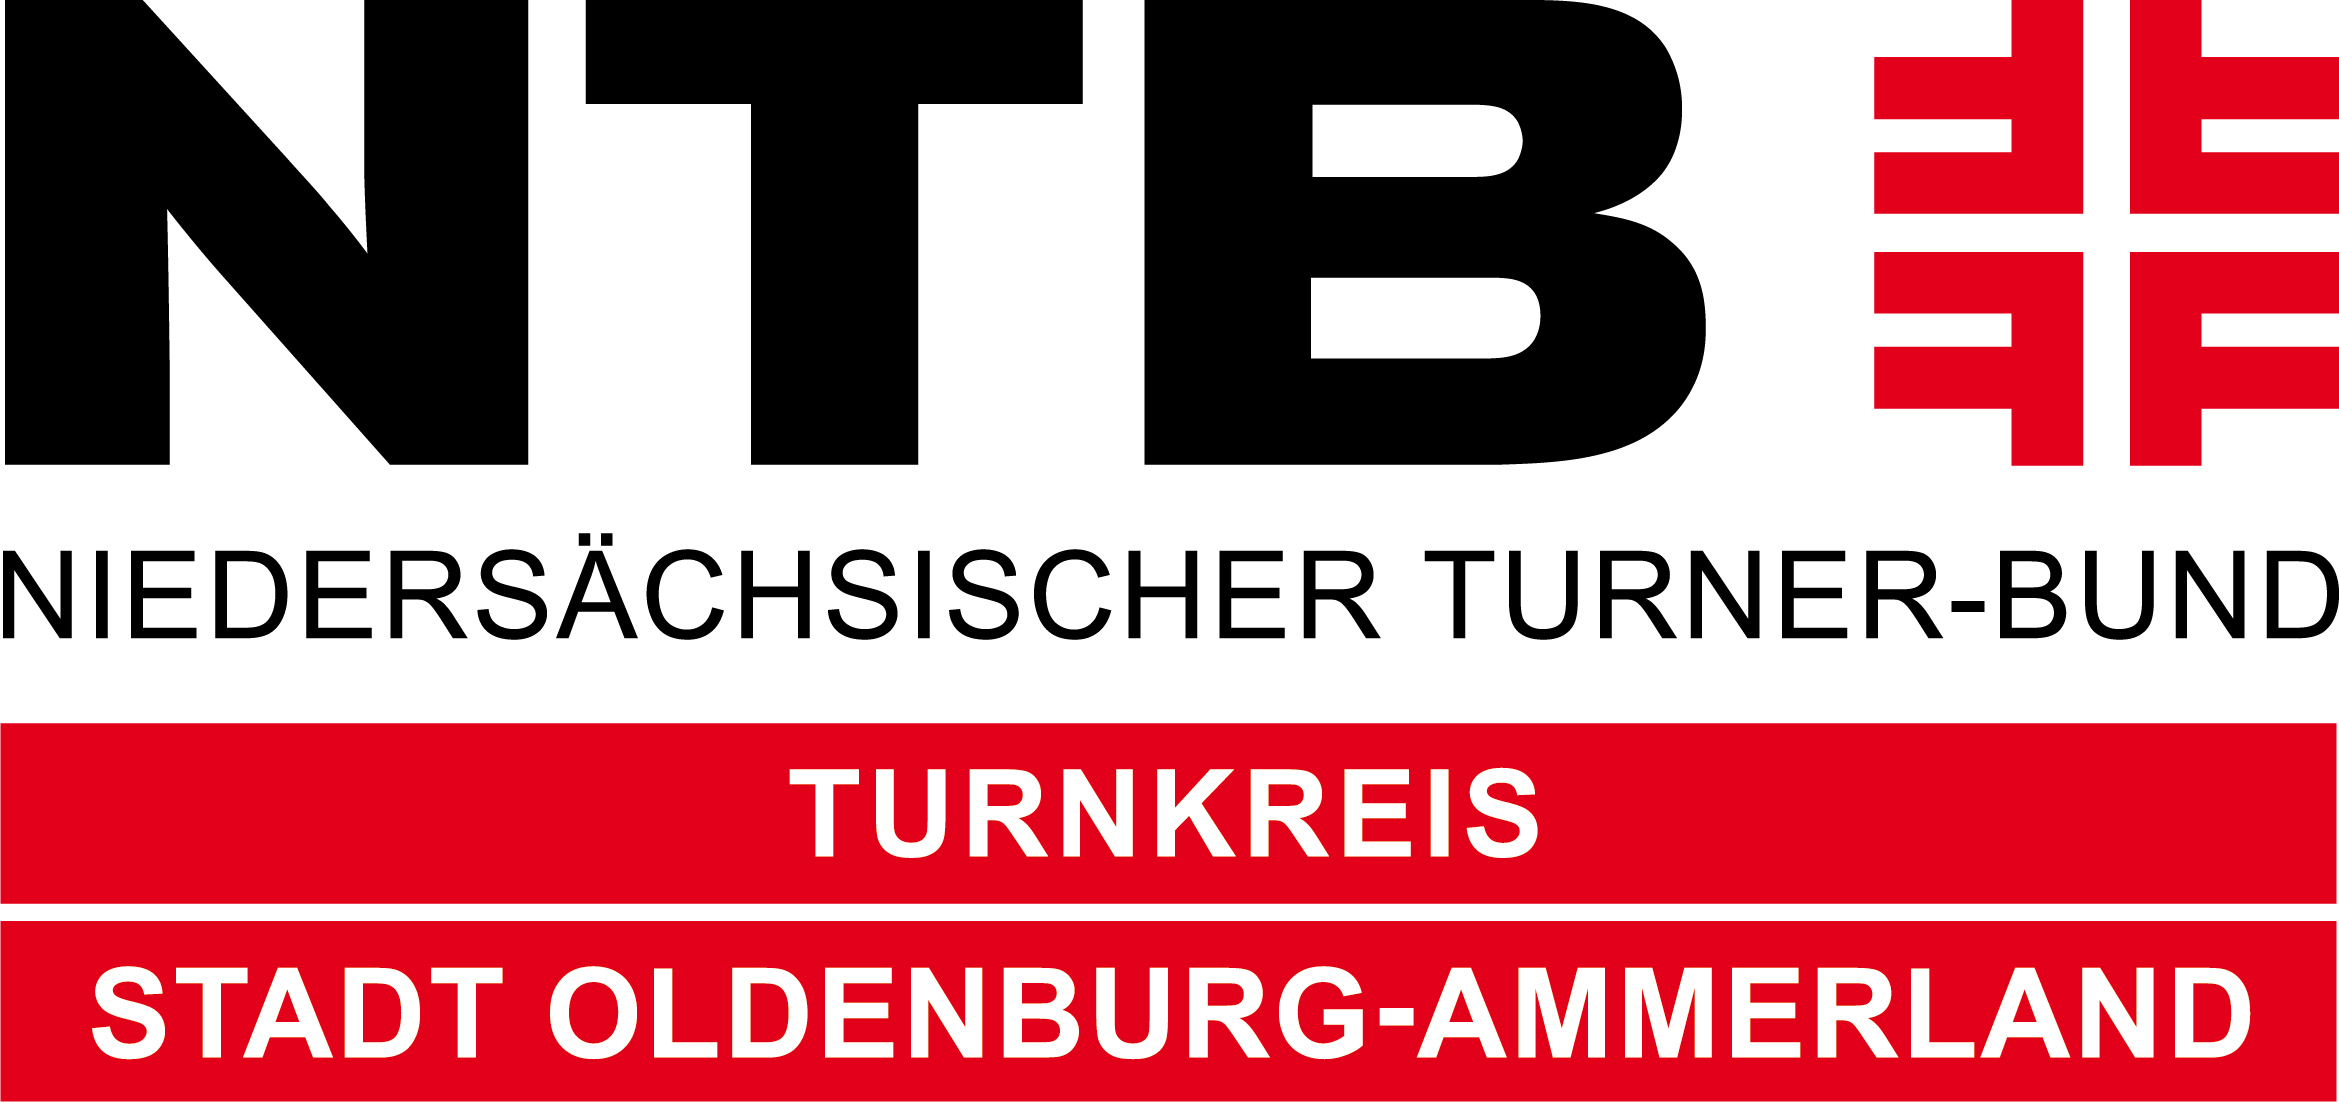 NTB
NIEDERSÄCHSISCHER TURNER-BUND
TURNKREIS
STADT OLDENBURG-AMMERLAND